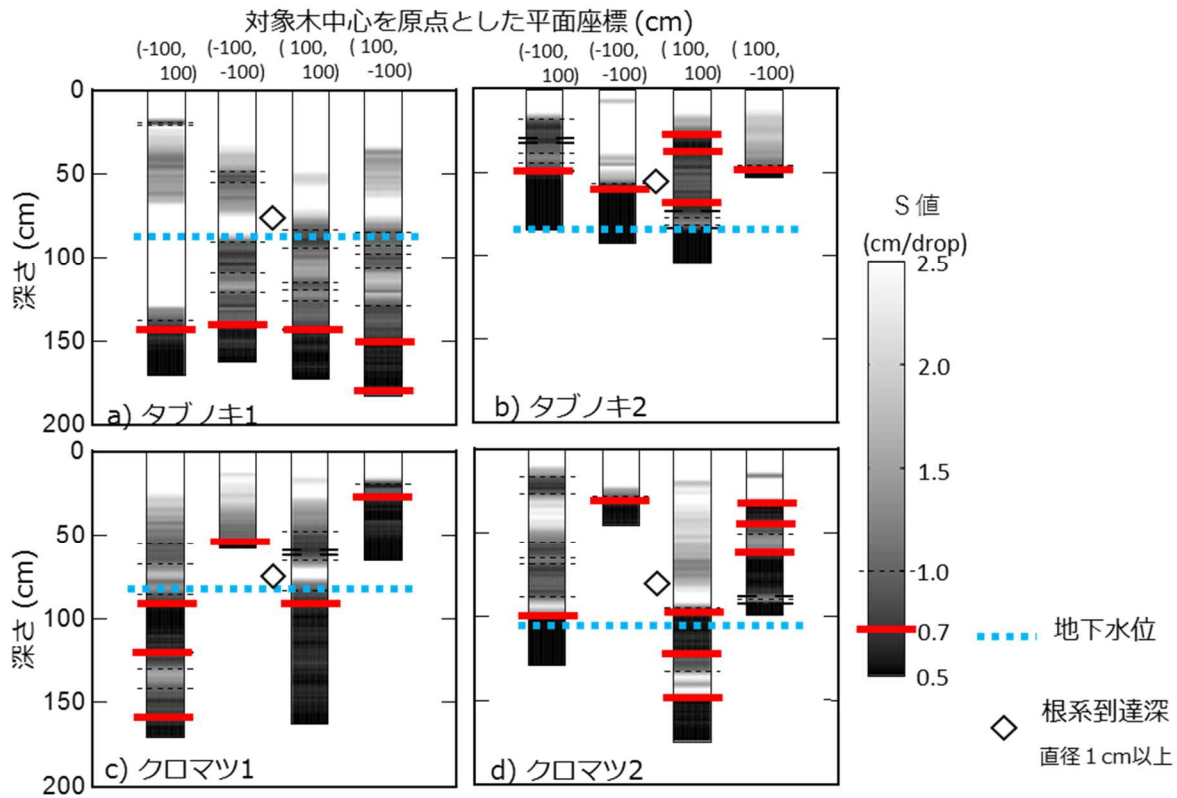 対象木中心を原点とした平面座標 (cm)
(-100, (-100, ( 100, ( 100,
100) -100) 100) -100)
(-100, (-100, ( 100, ( 100,
100) -100) 100) -100)
0
50
100
150
200
深さ (cm)
a) タブノキ1
b) タブノキ2
0
50
100
150
200
深さ (cm)
c) クロマツ1
d) クロマツ2
S値
(cm/drop)
2.5
2.0
1.5
1.0
0.7
0.5
地下水位
根系到達深
直径1cm以上